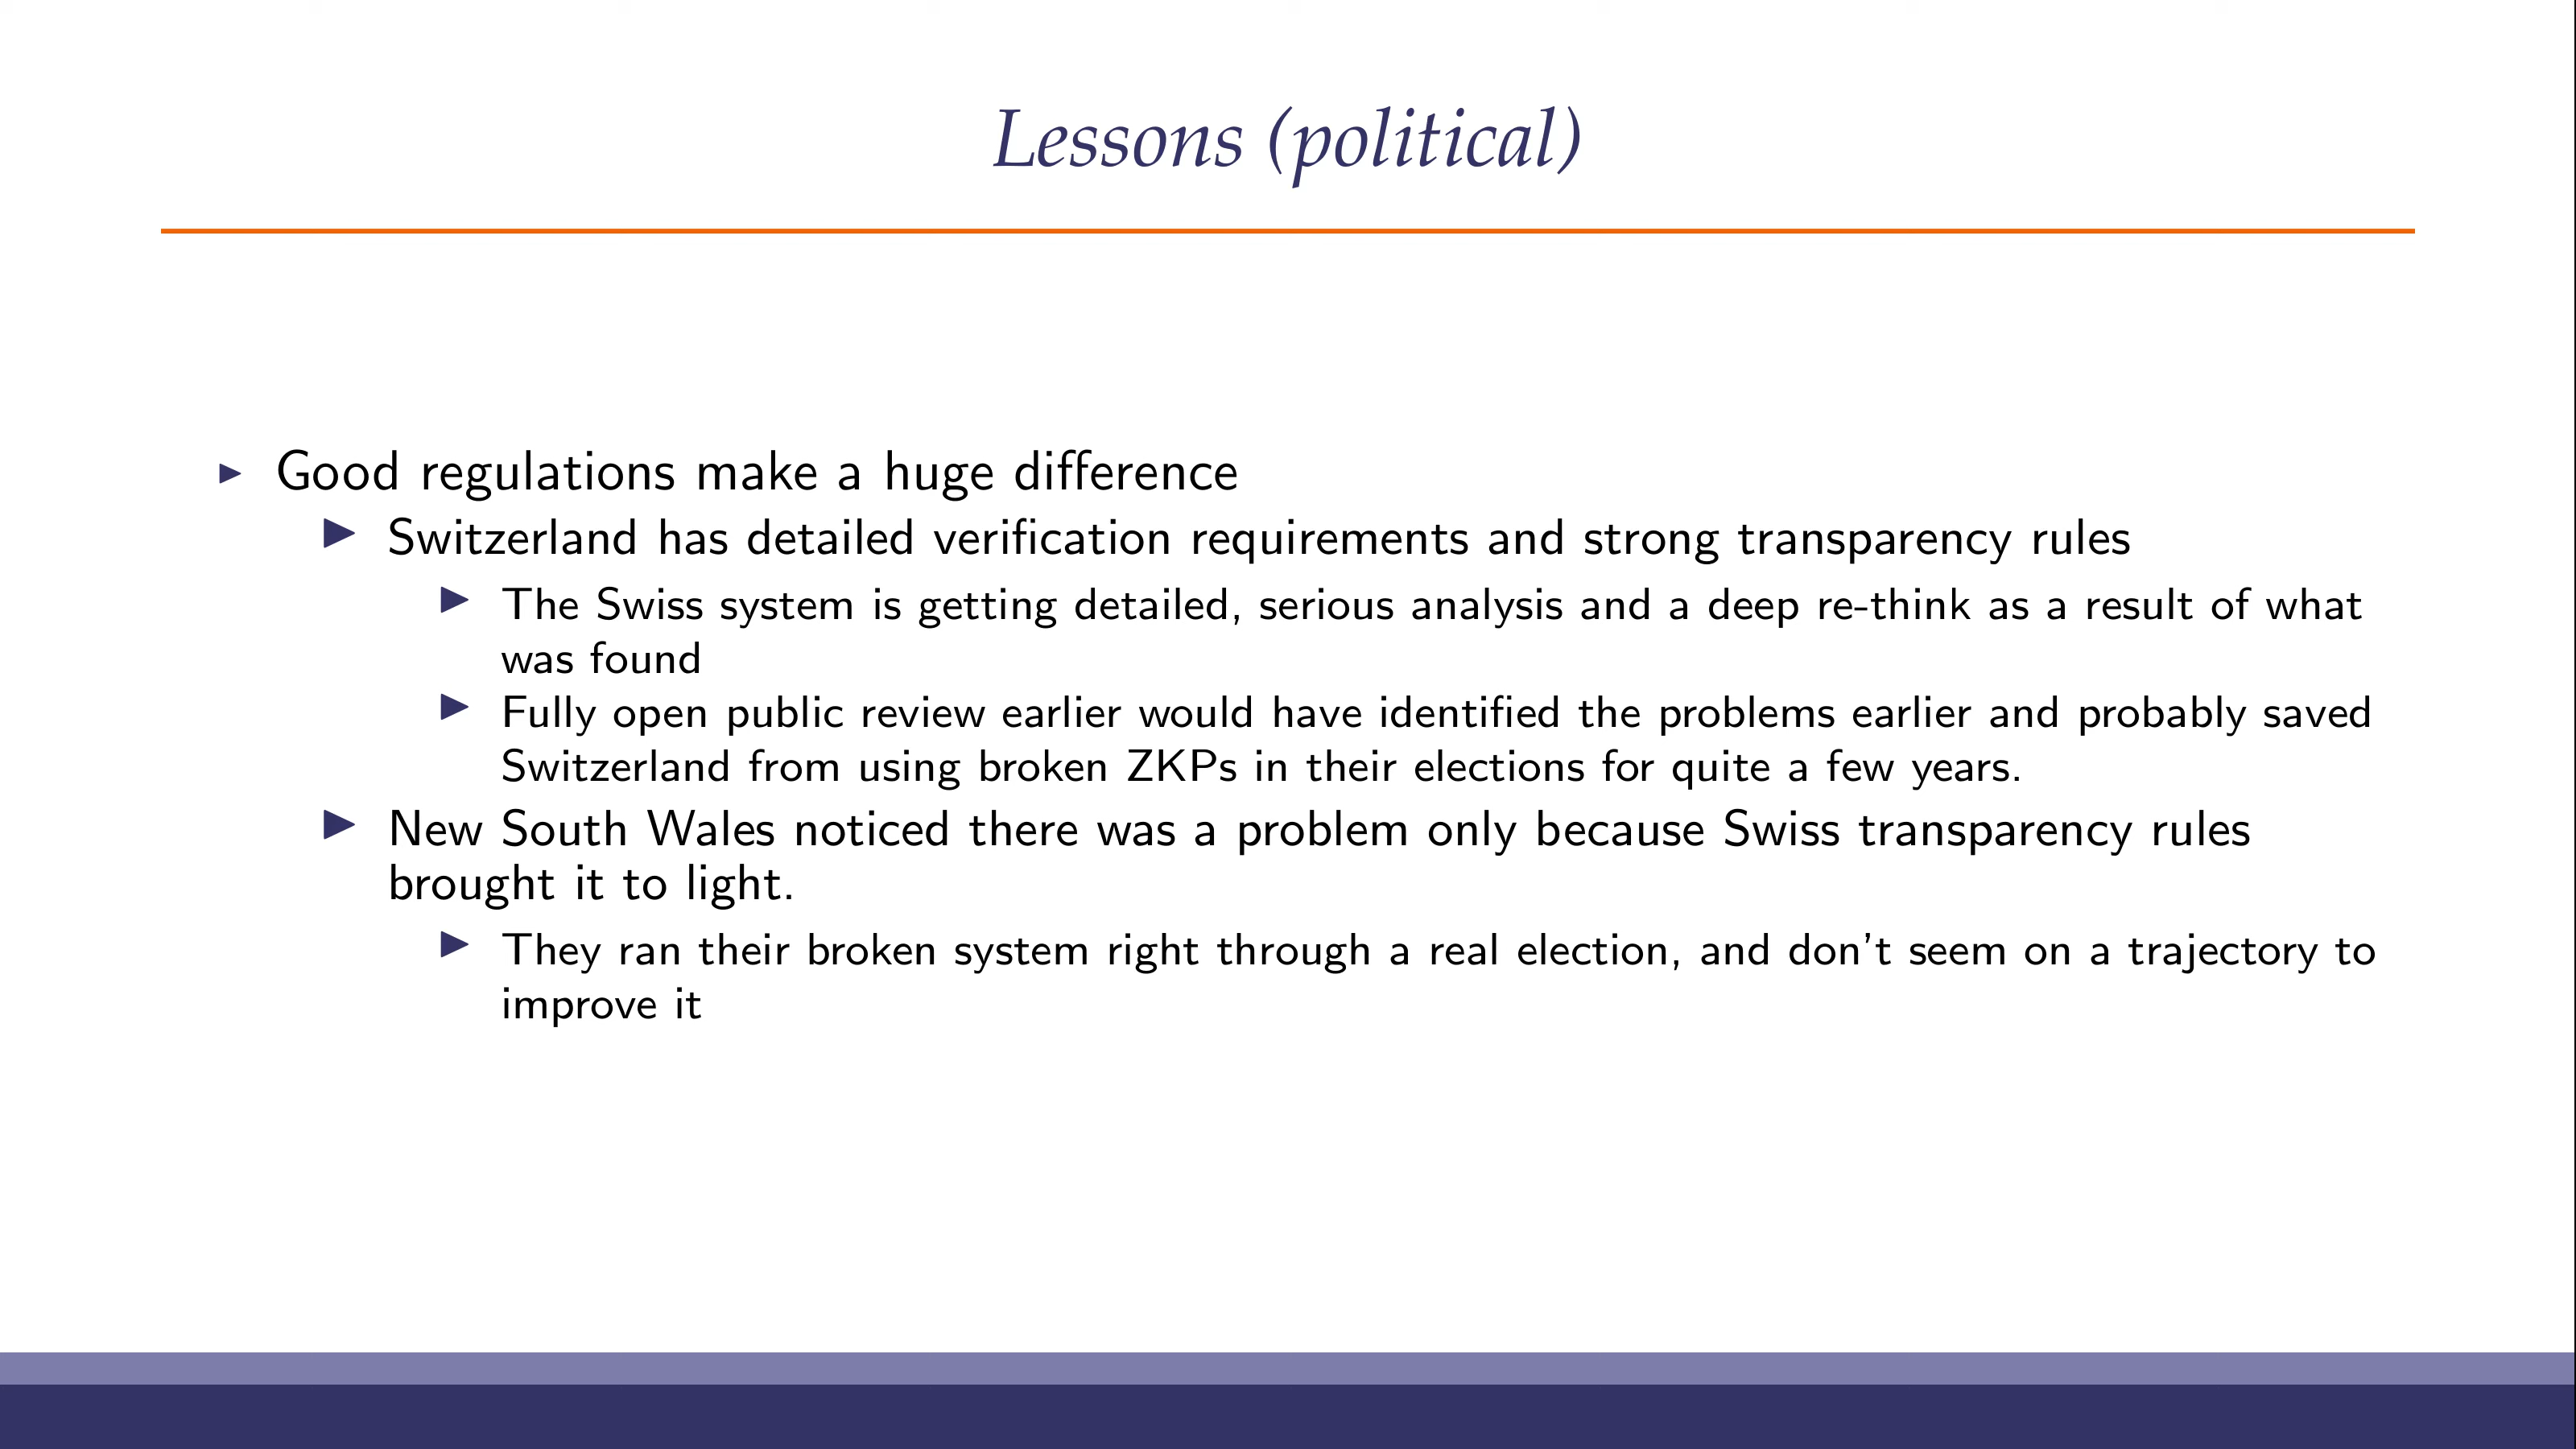 Lessons (political)
Good regulations make a huge difference
Switzerland has detailed verification requirements and strong transparency rules
The Swiss system is getting detailed, serious analysis and a deep re-think as a result of what
was found
Fully open public review earlier would have identified the problems earlier and probably saved
Switzerland from using broken ZKPs in their elections for quite a few years.
New South Wales noticed there was a problem only because Swiss transparency rules
brought it to light.
They ran their broken system right through a real election, and don't seem on a trajectory to
improve it